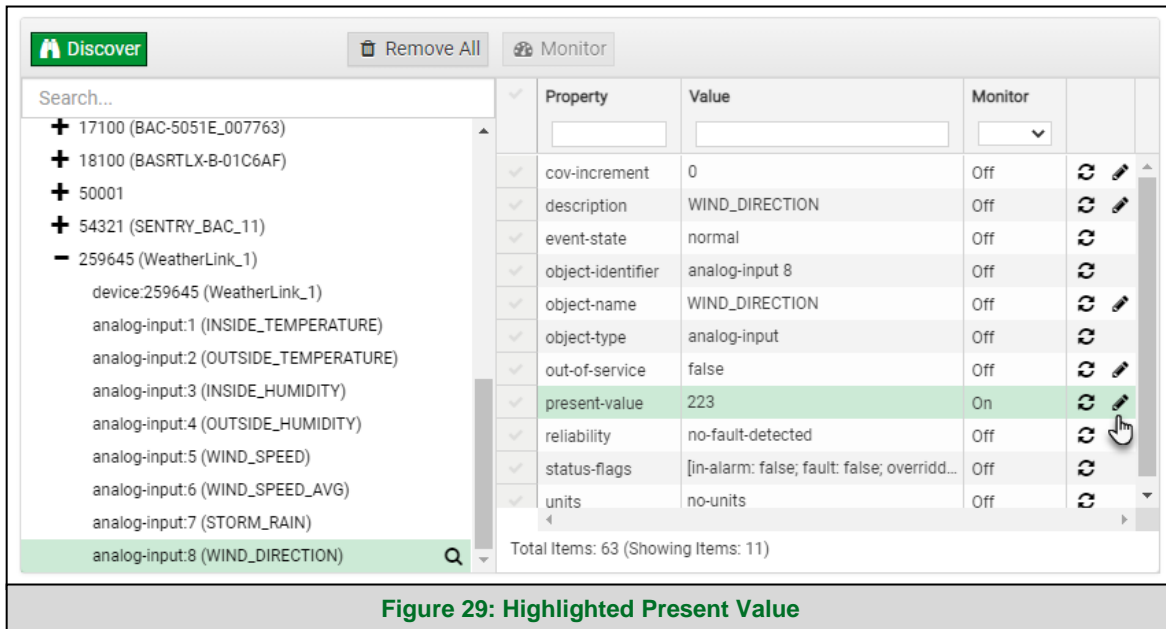 Discover
Remove All
Monitor
Search...
17100 (BAC-5051E_007763)
18100 (BASRTLX-B-01C6AF)
50001
54321 (SENTRY_BAC_11)
259645 (WeatherLink_1)
device:259645 (WeatherLink_1)
analog-input:1 (INSIDE_TEMPERATURE)
analog-input:2 (OUTSIDE_TEMPERATURE)
analog-input:3 (INSIDE_HUMIDITY)
analog-input:4 (OUTSIDE_HUMIDITY)
analog-input:5 (WIND_SPEED)
analog-input:6 (WIND_SPEED_AVG)
analog-input:7 (STORM_RAIN)
analog-input:8 (WIND_DIRECTION)
Property Value Monitor
cov-increment 0 Off
description WIND_DIRECTION Off
event-state normal Off
object-identifier analog-input 8 Off
object-name WIND_DIRECTION Off
object-type analog-input Off
out-of-service false Off
present-value 223 On
reliability no-fault-detected Off
status-flags [in-alarm: false; fault: false; overridd... Off
units no-units Off
Total Items: 63 (Showing Items: 11)
Figure 29: Highlighted Present Value